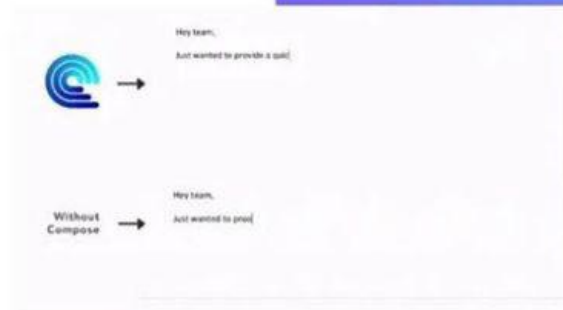 Hey team,
Just wanted to provide a quic
Hey team,
Without
Compose
Just wanted to prov